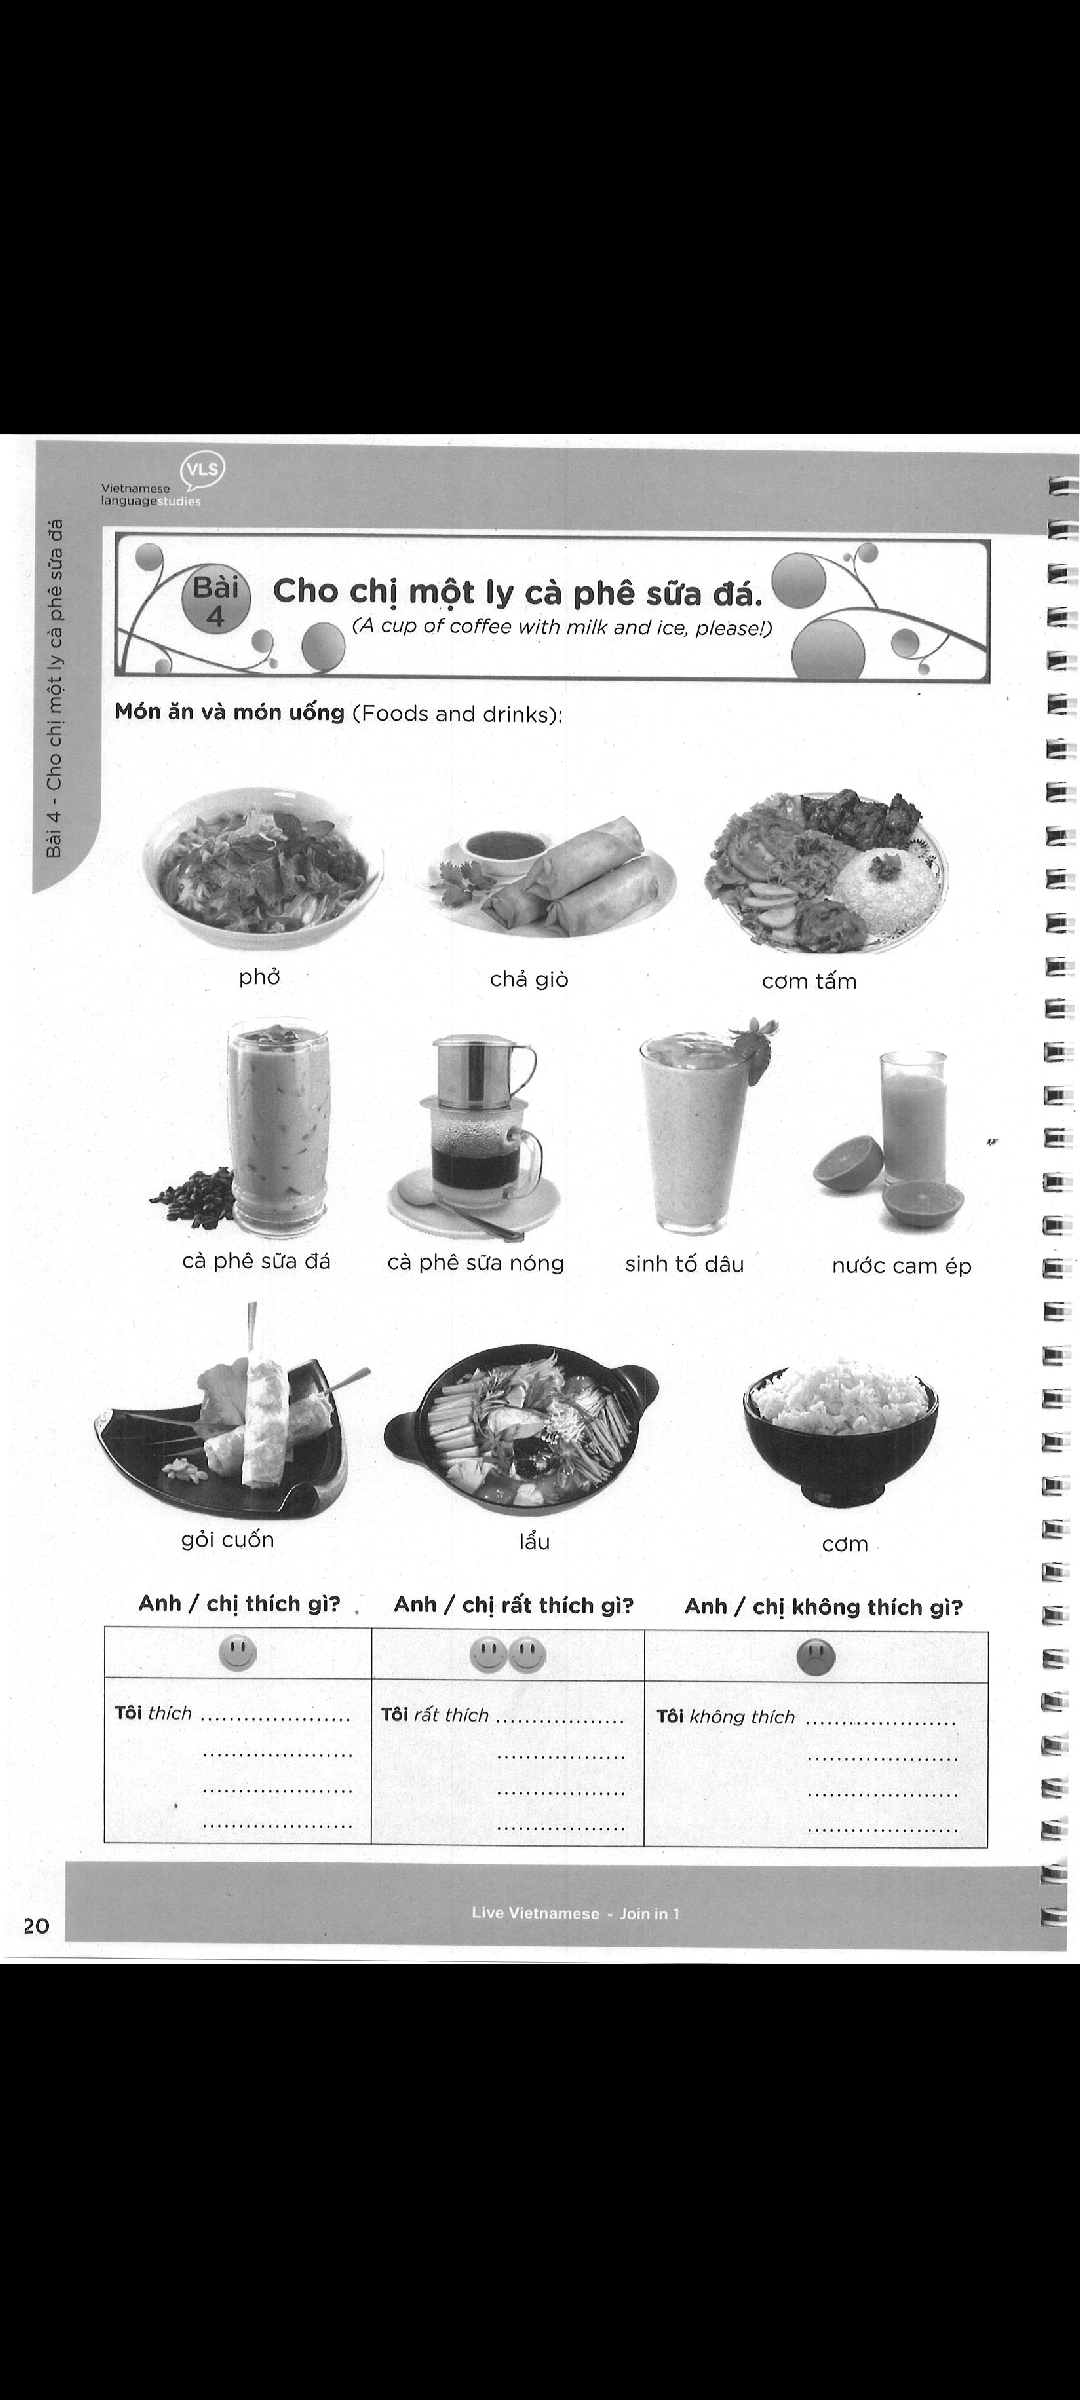 VLS
Vietnamese
languagestudies
Bài 4 - Cho chị một ly cà phê sữa đá
Bài
4
Cho chị một ly cà phê sữa đá.
(A cup of coffee with milk and ice, please!)
Món ăn và món uống (Foods and drinks):
phở
chả giò
cơm tấm
cà phê sữa đá
cà phê sữa nóng
sinh tố dâu
nước cam ép
gỏi cuốn
lẩu
cơm
Anh / chị thích gì?
Anh / chị rất thích gì?
Anh / chị không thích gì?
Tôi thích .....................
.....................
.....................
.....................
Tôi rất thích ..................
..................
..................
..................
Tôi không thích .....................
.....................
.....................
.....................
20
Live Vietnamese - Join in 1